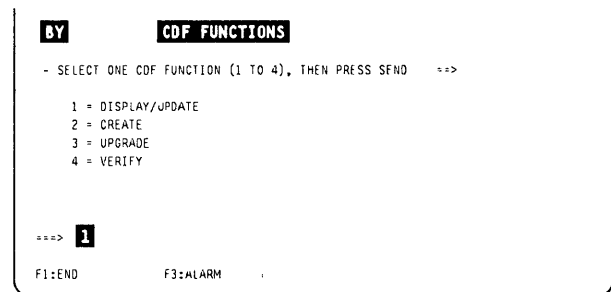 BY CDF FUNCTIONS
- SELECT ONE CDF FUNCTION (1 TO 4), THEN PRESS SEND ==>
1 = DISPLAY/UPDATE
2 = CREATE
3 = UPGRADE
4 = VERIFY
===> 1
F1:END F3:ALARM